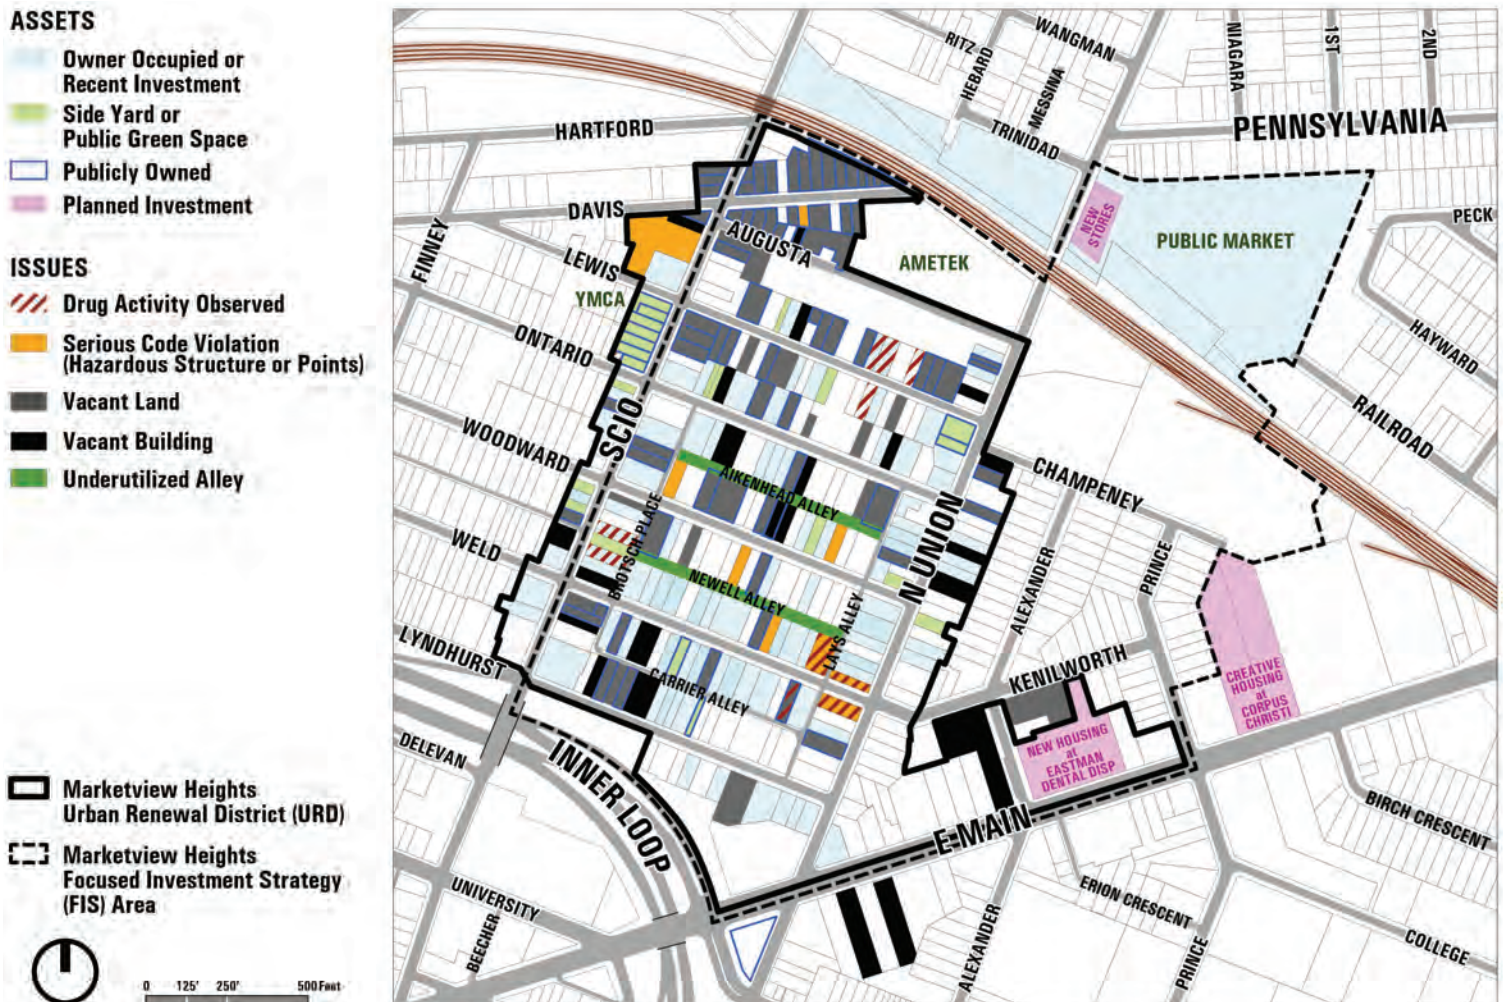 ASSETS
Owner Occupied or
Recent Investment
Side Yard or
Public Green Space
Publicly Owned
Planned Investment
ISSUES
Drug Activity Observed
Serious Code Violation
(Hazardous Structure or Points)
Vacant Land
Vacant Building
Underutilized Alley
Marketview Heights
Urban Renewal District (URD)
Marketview Heights
Focused Investment Strategy
(FIS) Area
0 125' 250' 500 Feet
RITZ
WANGMAN
HEBARD
MESSINA
TRINIDAD
NIAGARA
1ST
2ND
PENNSYLVANIA
HARTFORD
DAVIS
AUGUSTA
AMETEK
NEW
STORES
PUBLIC MARKET
PECK
HAYWARD
RAILROAD
FINNEY
LEWIS
YMCA
ONTARIO
SCIO
WOODWARD
WELD
LYNDHURST
DELEVAN
AIKENHEAD ALLEY
BROTSCH PLACE
NEWELL ALLEY
LAYS ALLEY
CARRIER ALLEY
N UNION
CHAMPENEY
ALEXANDER
PRINCE
KENILWORTH
CREATIVE
HOUSING
at
CORPUS
CHRISTI
NEW HOUSING
at
EASTMAN
DENTAL DISP
INNER LOOP
E MAIN
BIRCH CRESCENT
ERION CRESCENT
COLLEGE
UNIVERSITY
BEECHER
ALEXANDER
PRINCE